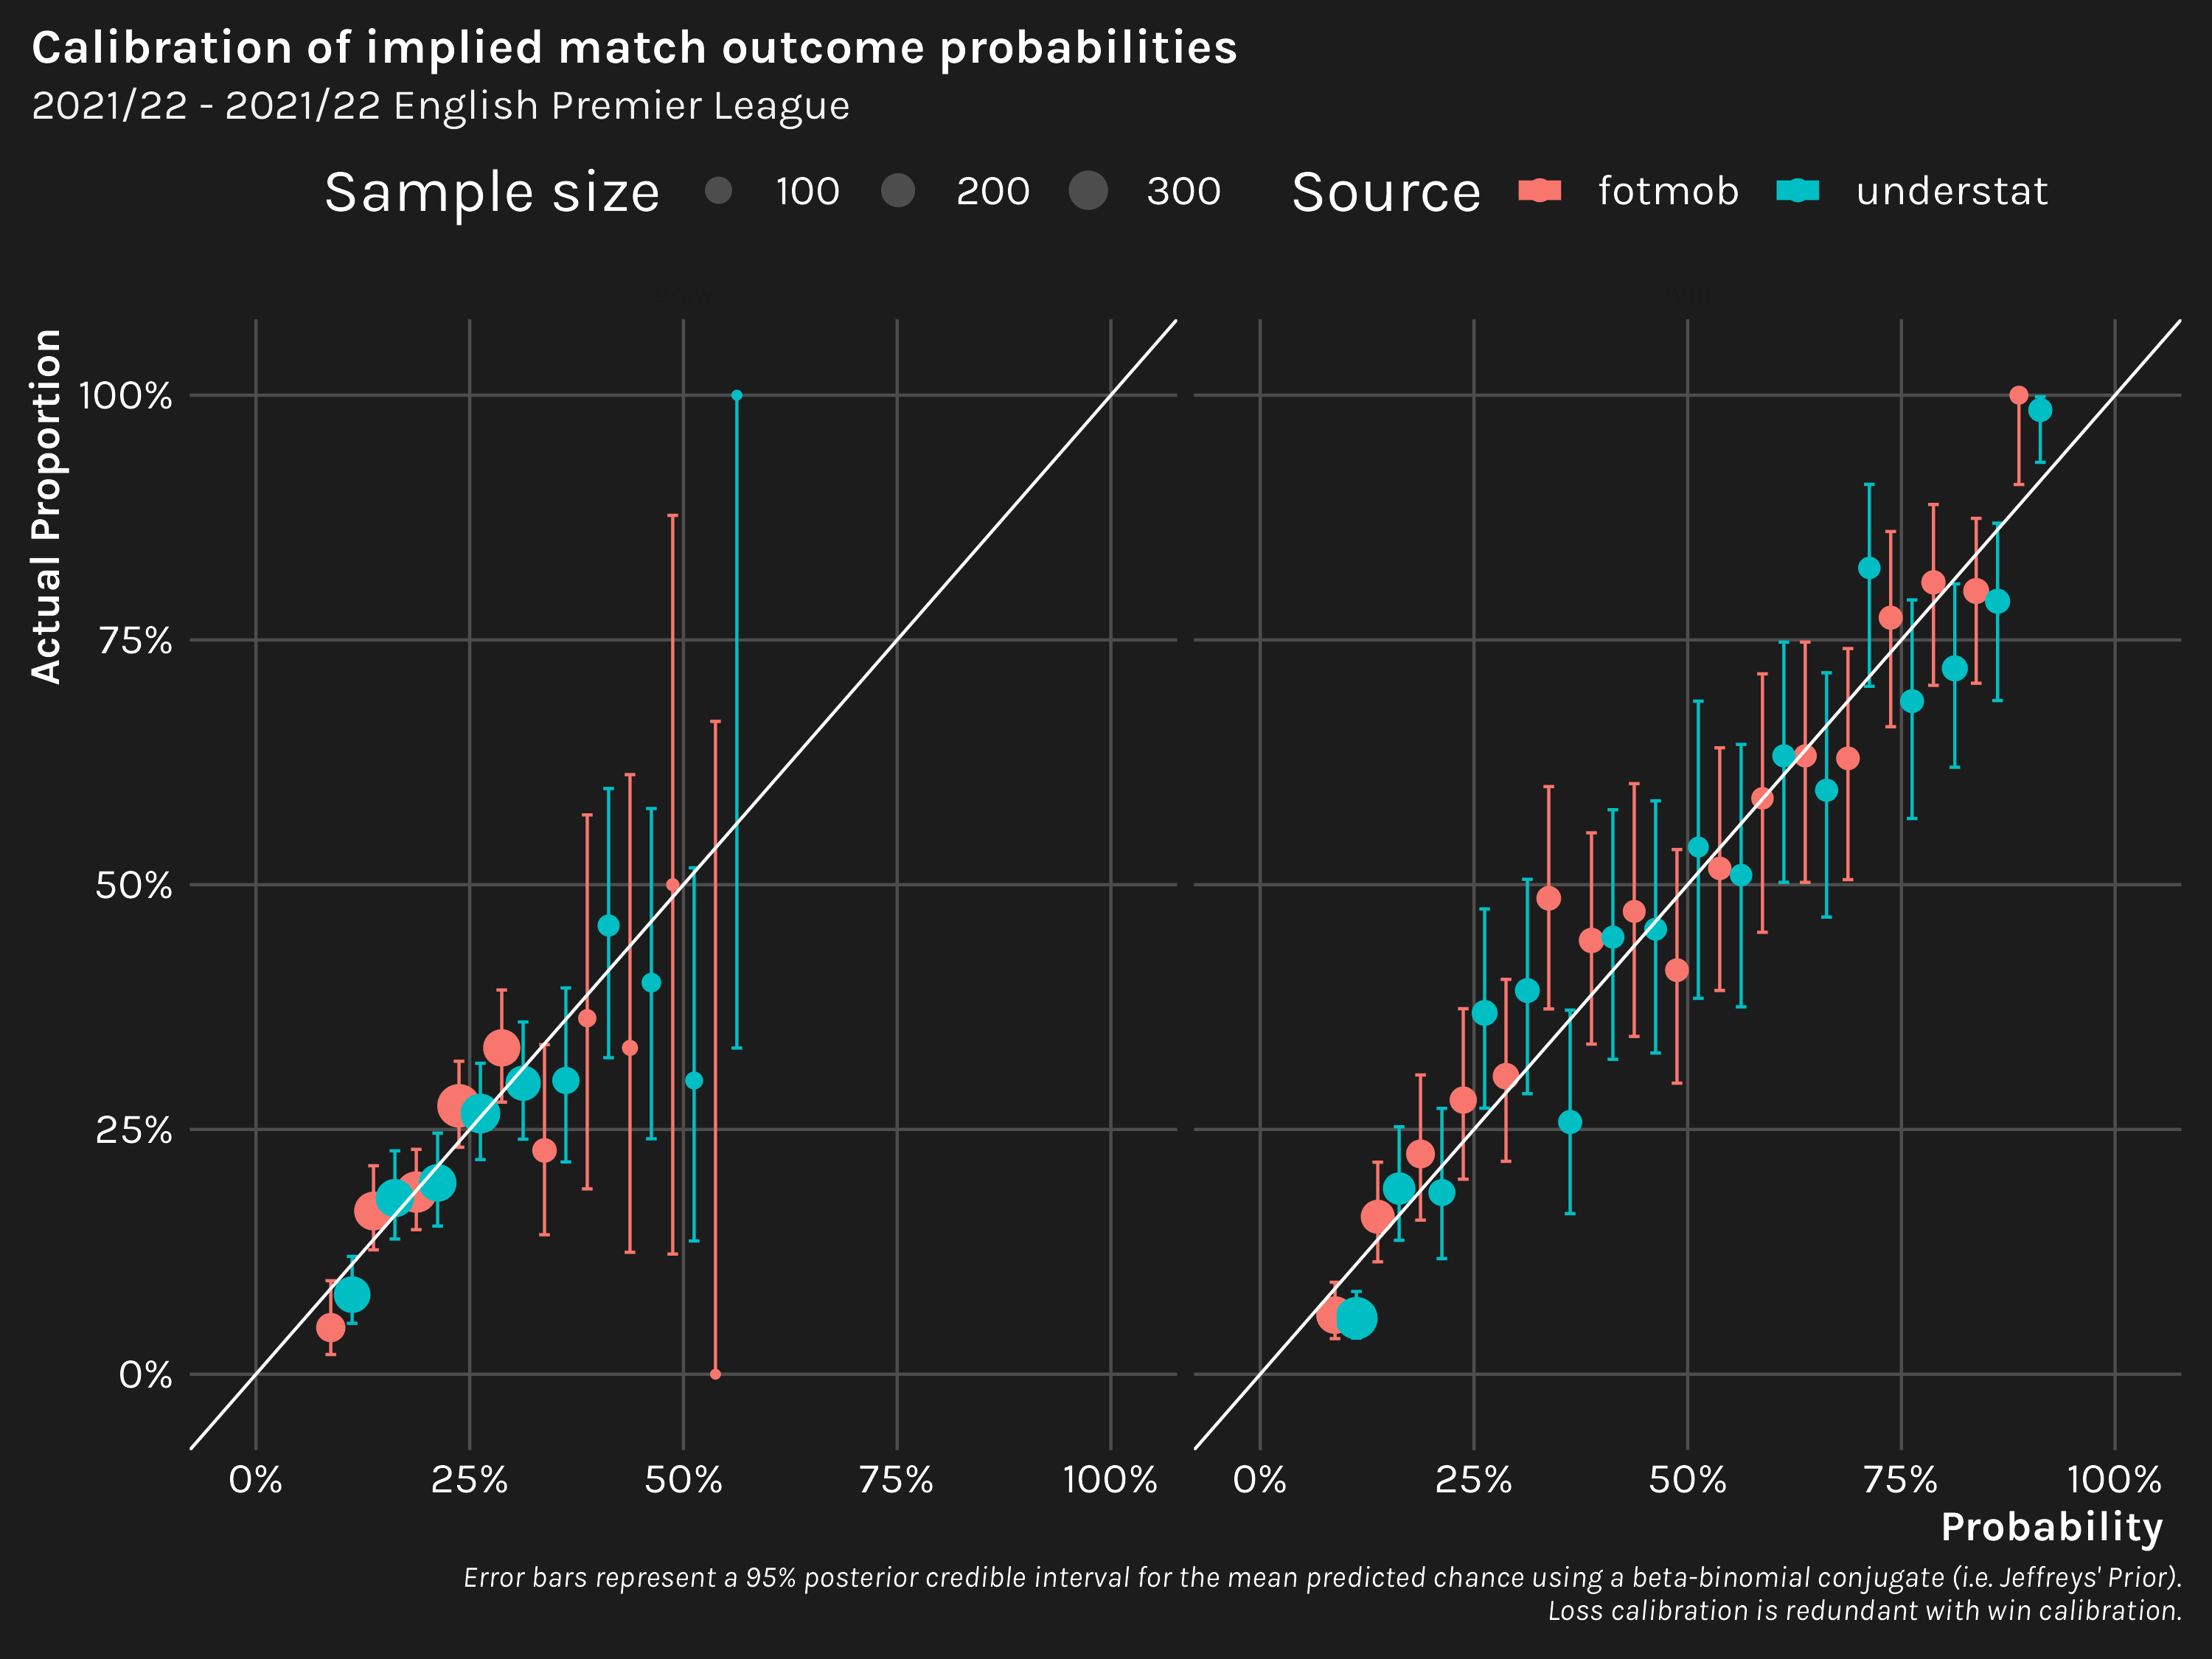 Calibration of implied match outcome probabilities
2021/22 - 2021/22 English Premier League
Sample size 100 200 300 Source fotmob understat
Actual Proportion
100%
75%
50%
25%
0%
0% 25% 50% 75% 100% 0% 25% 50% 75% 100%
Probability
Error bars represent a 95% posterior credible interval for the mean predicted chance using a beta-binomial conjugate (i.e. Jeffreys' Prior).
Loss calibration is redundant with win calibration.